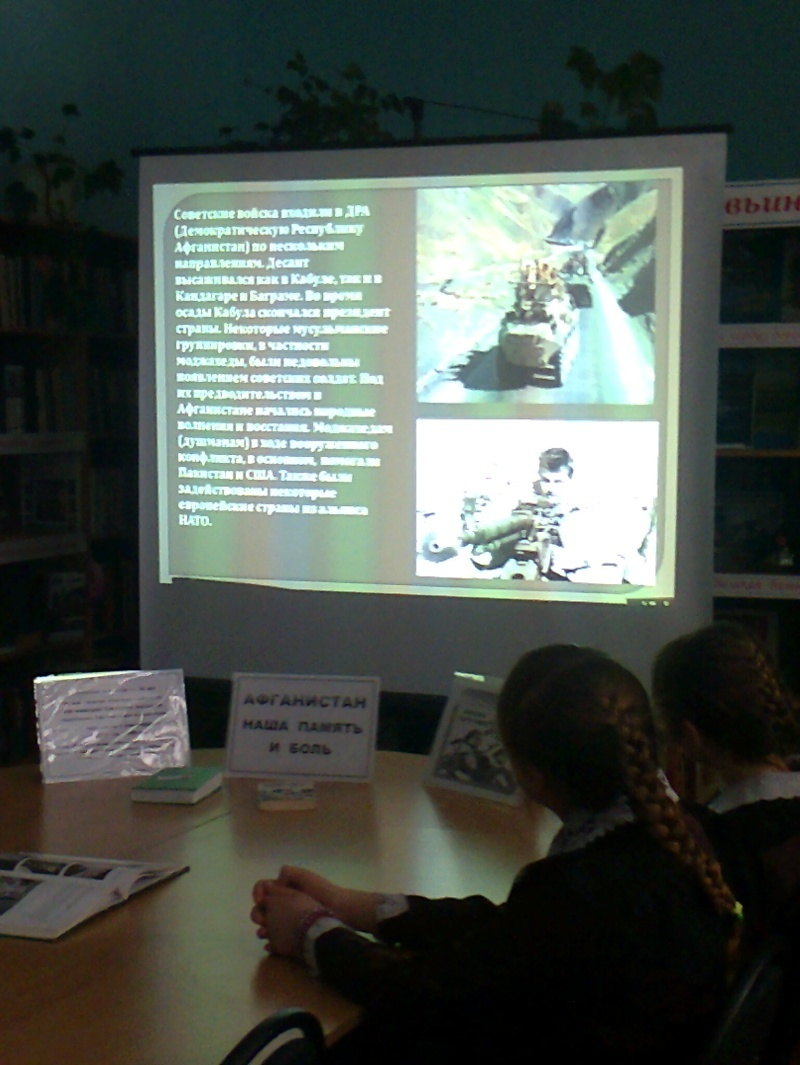 Советские войска входили в ДРА
(Демократическую Республику
Афганистан) по нескольким
направлениям. Десант
высаживался как в Кабуле, так и в
Кандагаре и Баграме. Во время
осады Кабула скончался президент
страны. Некоторые мусульманские
группировки, в частности
моджахеды, были недовольны
появлением советских солдат. Под
их предводительством в
Афганистане начались народные
волнения и восстания. Моджахедам
(душманам) в ходе вооруженного
конфликта, в основном, помогали
Пакистан и США. Также были
задействованы некоторые
европейские страны из альянса
НАТО.
АФГАНИСТАН
НАША ПАМЯТЬ
И БОЛЬ